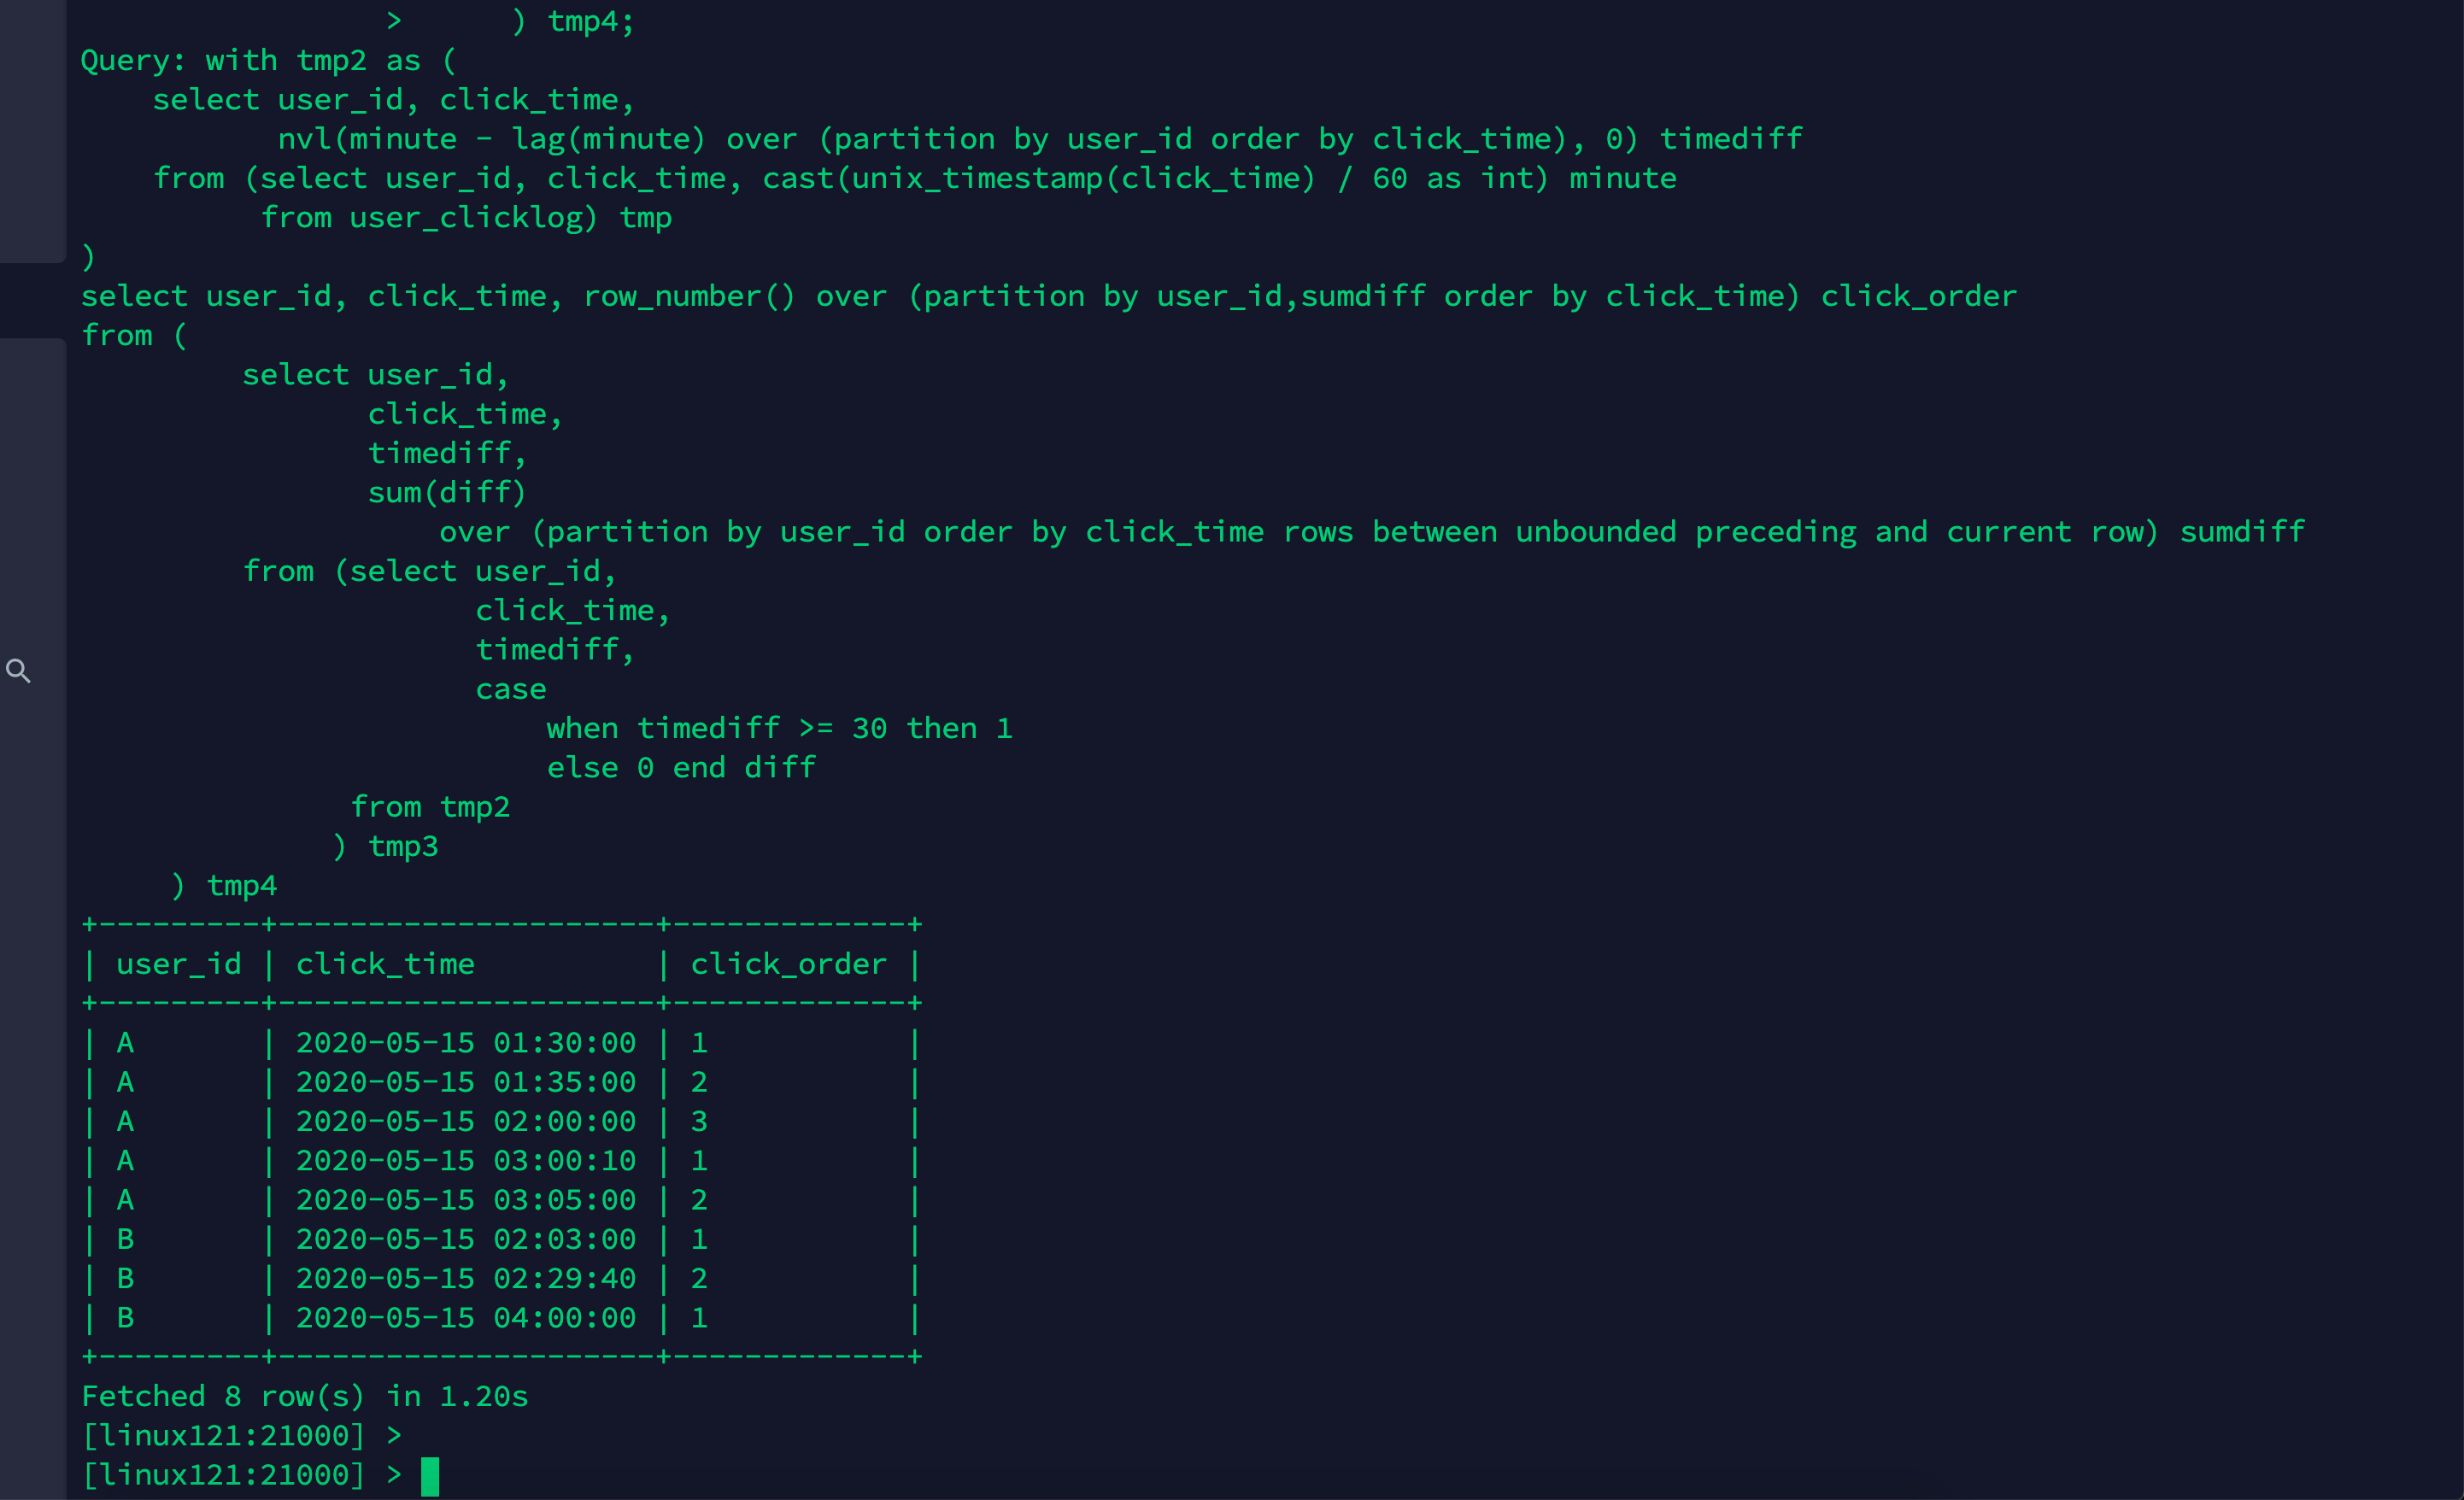 >      ) tmp4;
Query: with tmp2 as (
    select user_id, click_time,
           nvl(minute - lag(minute) over (partition by user_id order by click_time), 0) timediff
    from (select user_id, click_time, cast(unix_timestamp(click_time) / 60 as int) minute
          from user_clicklog) tmp
)
select user_id, click_time, row_number() over (partition by user_id,sumdiff order by click_time) click_order
from (
         select user_id,
                click_time,
                timediff,
                sum(diff)
                    over (partition by user_id order by click_time rows between unbounded preceding and current row) sumdiff
         from (select user_id,
                      click_time,
                      timediff,
                      case
                          when timediff >= 30 then 1
                          else 0 end diff
               from tmp2
              ) tmp3
     ) tmp4
+---------+---------------------+-------------+
| user_id | click_time          | click_order |
+---------+---------------------+-------------+
| A       | 2020-05-15 01:30:00 | 1           |
| A       | 2020-05-15 01:35:00 | 2           |
| A       | 2020-05-15 02:00:00 | 3           |
| A       | 2020-05-15 03:00:10 | 1           |
| A       | 2020-05-15 03:05:00 | 2           |
| B       | 2020-05-15 02:03:00 | 1           |
| B       | 2020-05-15 02:29:40 | 2           |
| B       | 2020-05-15 04:00:00 | 1           |
+---------+---------------------+-------------+
Fetched 8 row(s) in 1.20s
[linux121:21000] >
[linux121:21000] >